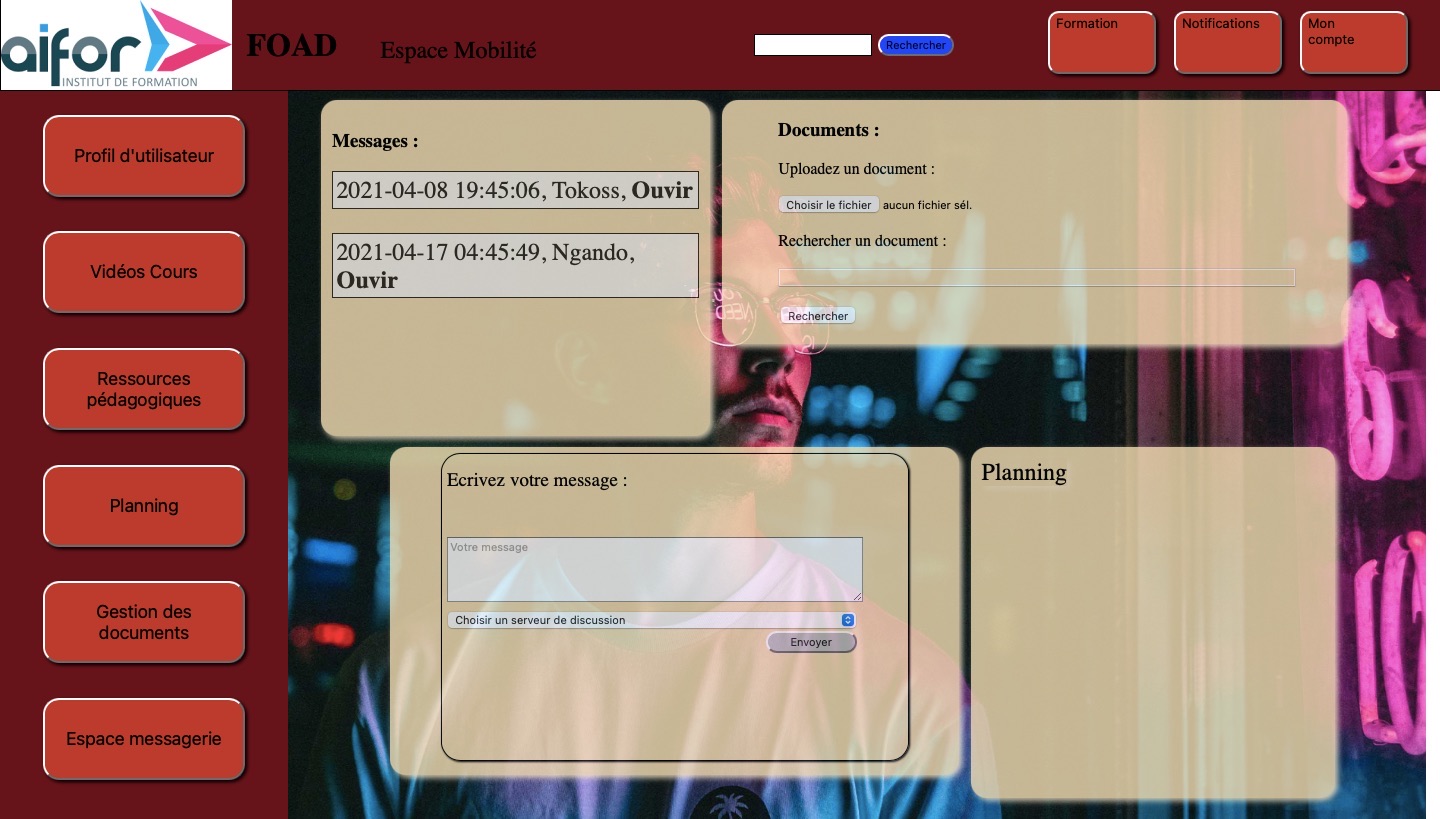 aifor
INSTITUT DE FORMATION
FOAD
Espace Mobilité
Rechercher
Formation
Notifications
Mon
compte
Profil d'utilisateur
Vidéos Cours
Ressources
pédagogiques
Planning
Gestion des
documents
Espace messagerie
Messages :
2021-04-08 19:45:06, Tokoss, Ouvir
2021-04-17 04:45:49, Ngando,
Ouvir
Documents :
Uploadez un document :
Choisir le fichier aucun fichier sél.
Rechercher un document :
Rechercher
Ecrivez votre message :
Votre message
Choisir un serveur de discussion
Envoyer
Planning